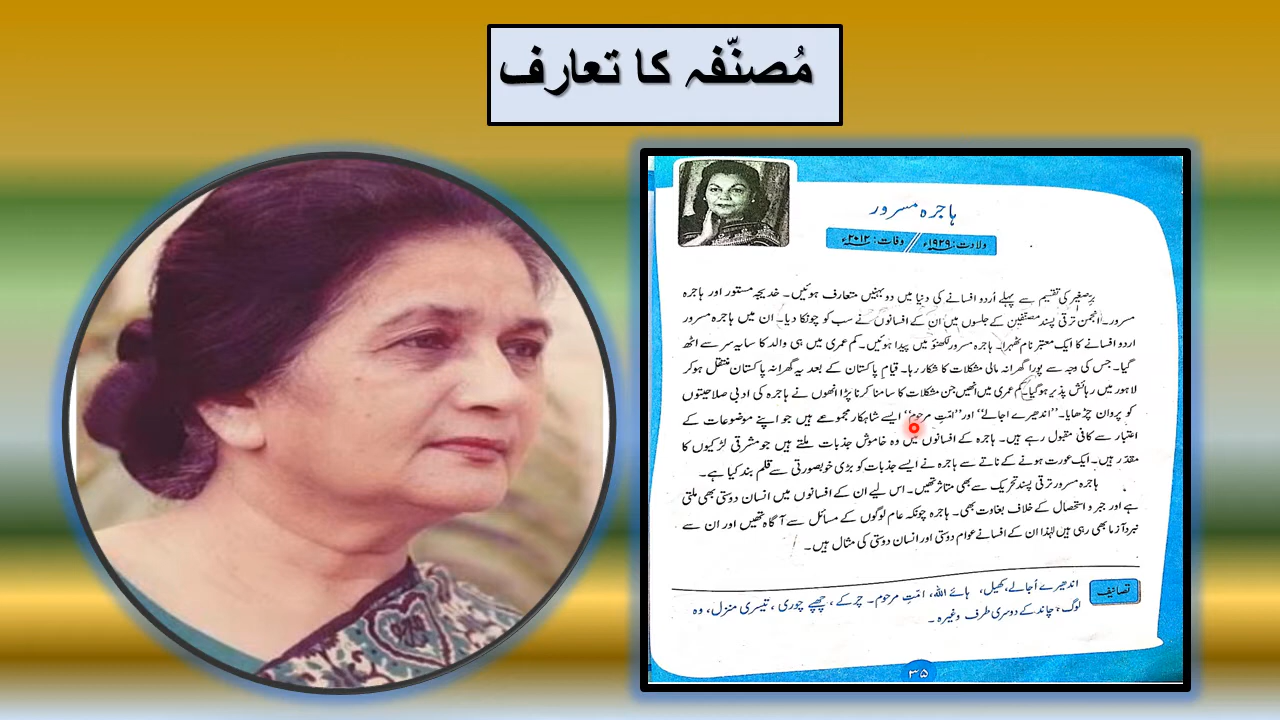 مُصنّفہ کا تعارف
ہاجرہ مسرور
ولادت: ۱۹۲۹ء / وفات: ۲۰۱۲ء
برِصغیر کی تقسیم سے پہلے اُردو افسانے کی دنیا میں دو بہنیں متعارف ہوئیں۔ خدیجہ مستور اور ہاجرہ
مسرور۔ انجمن ترقی پسند مصنفین کے جلسوں میں ان کے افسانوں نے سب کو چونکا دیا۔ ان میں ہاجرہ مسرور
اردو افسانے کا ایک معتبر نام ٹھہرا۔ ہاجرہ مسرور لکھنؤ میں پیدا ہوئیں۔ کم عمری میں ہی والد کا سایہ سر سے اٹھ
گیا۔ جس کی وجہ سے پورا گھرانہ مالی مشکلات کا شکار رہا۔ قیامِ پاکستان کے بعد یہ گھرانہ پاکستان منتقل ہو کر
لاہور میں رہائش پذیر ہو گیا۔ کم عمری میں انھیں جن مشکلات کا سامنا کرنا پڑا انھوں نے ہاجرہ کی ادبی صلاحیتوں
کو پروان چڑھایا۔ ”اندھیرے اجالے“ اور ”امّتِ مرحوم“ ایسے شاہکار مجموعے ہیں جو اپنے موضوعات کے
اعتبار سے کافی مقبول رہے ہیں۔ ہاجرہ کے افسانوں میں وہ خاموش جذبات ملتے ہیں جو مشرقی لڑکیوں کا
مقدّر ہیں۔ ایک عورت ہونے کے ناتے سے ہاجرہ نے ایسے جذبات کو بڑی خوبصورتی سے قلم بند کیا ہے۔
ہاجرہ مسرور ترقی پسند تحریک سے بھی متاثر تھیں۔ اس لیے ان کے افسانوں میں انسان دوستی بھی ملتی
ہے اور جبر و استحصال کے خلاف بغاوت بھی۔ ہاجرہ چونکہ عام لوگوں کے مسائل سے آگاہ تھیں اور ان سے
نبرد آزما بھی رہی ہیں لہٰذا ان کے افسانے عوام دوستی اور انسان دوستی کی مثال ہیں۔
تصانیف
اندھیرے اُجالے، کھیل، ہائے اللہ، امّتِ مرحوم۔ چرکے، چھپے چوری، تیسری منزل، وہ
لوگ، چاند کے دوسری طرف وغیرہ۔
۳۵